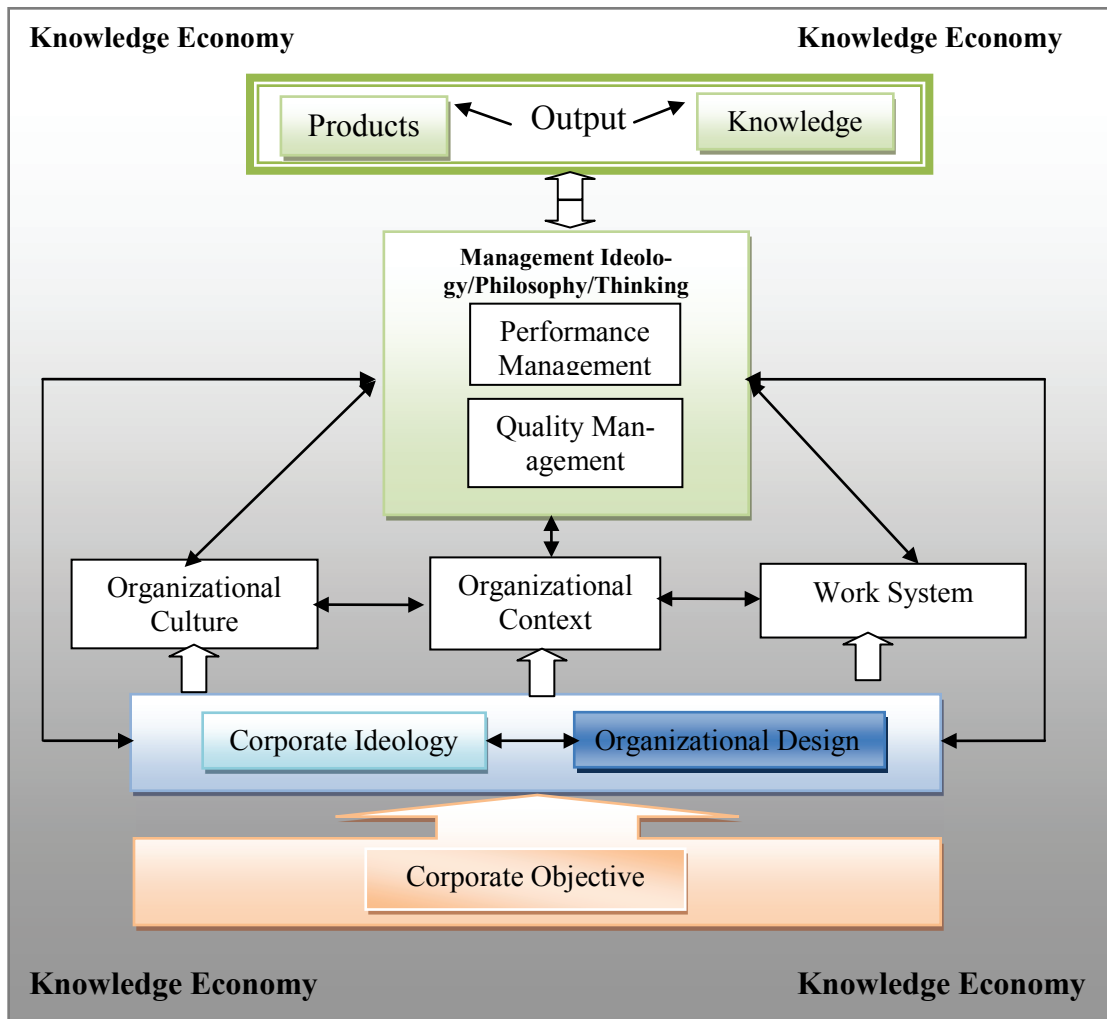 Knowledge Economy
Knowledge Economy
Products
Output
Knowledge
Management Ideolo-
gy/Philosophy/Thinking
Performance
Management
Quality Man-
agement
Organizational
Culture
Organizational
Context
Work System
Corporate Ideology
Organizational Design
Corporate Objective
Knowledge Economy
Knowledge Economy